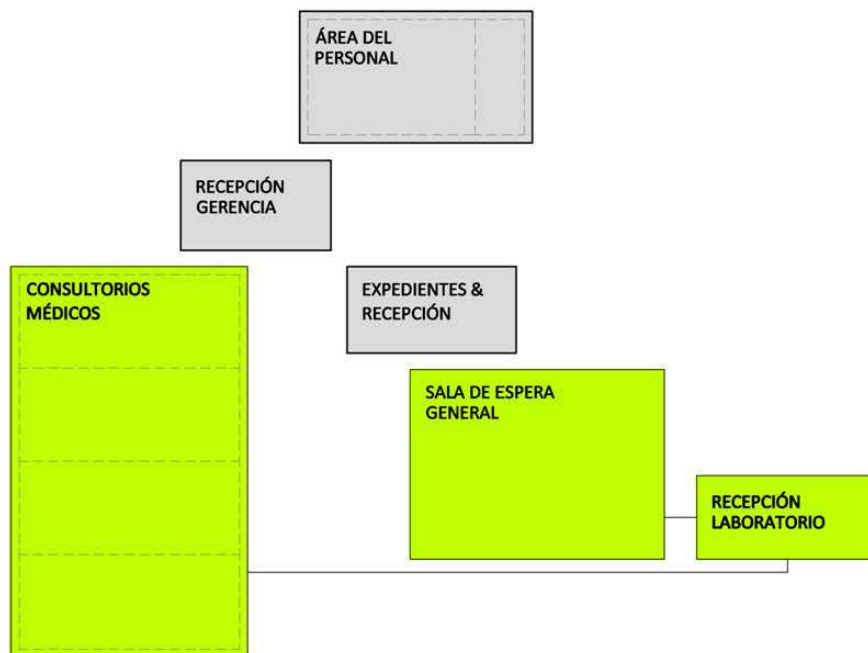 ÁREA DEL
PERSONAL
RECEPCIÓN
GERENCIA
CONSULTORIOS
MÉDICOS
EXPEDIENTES &
RECEPCIÓN
SALA DE ESPERA
GENERAL
RECEPCIÓN
LABORATORIO